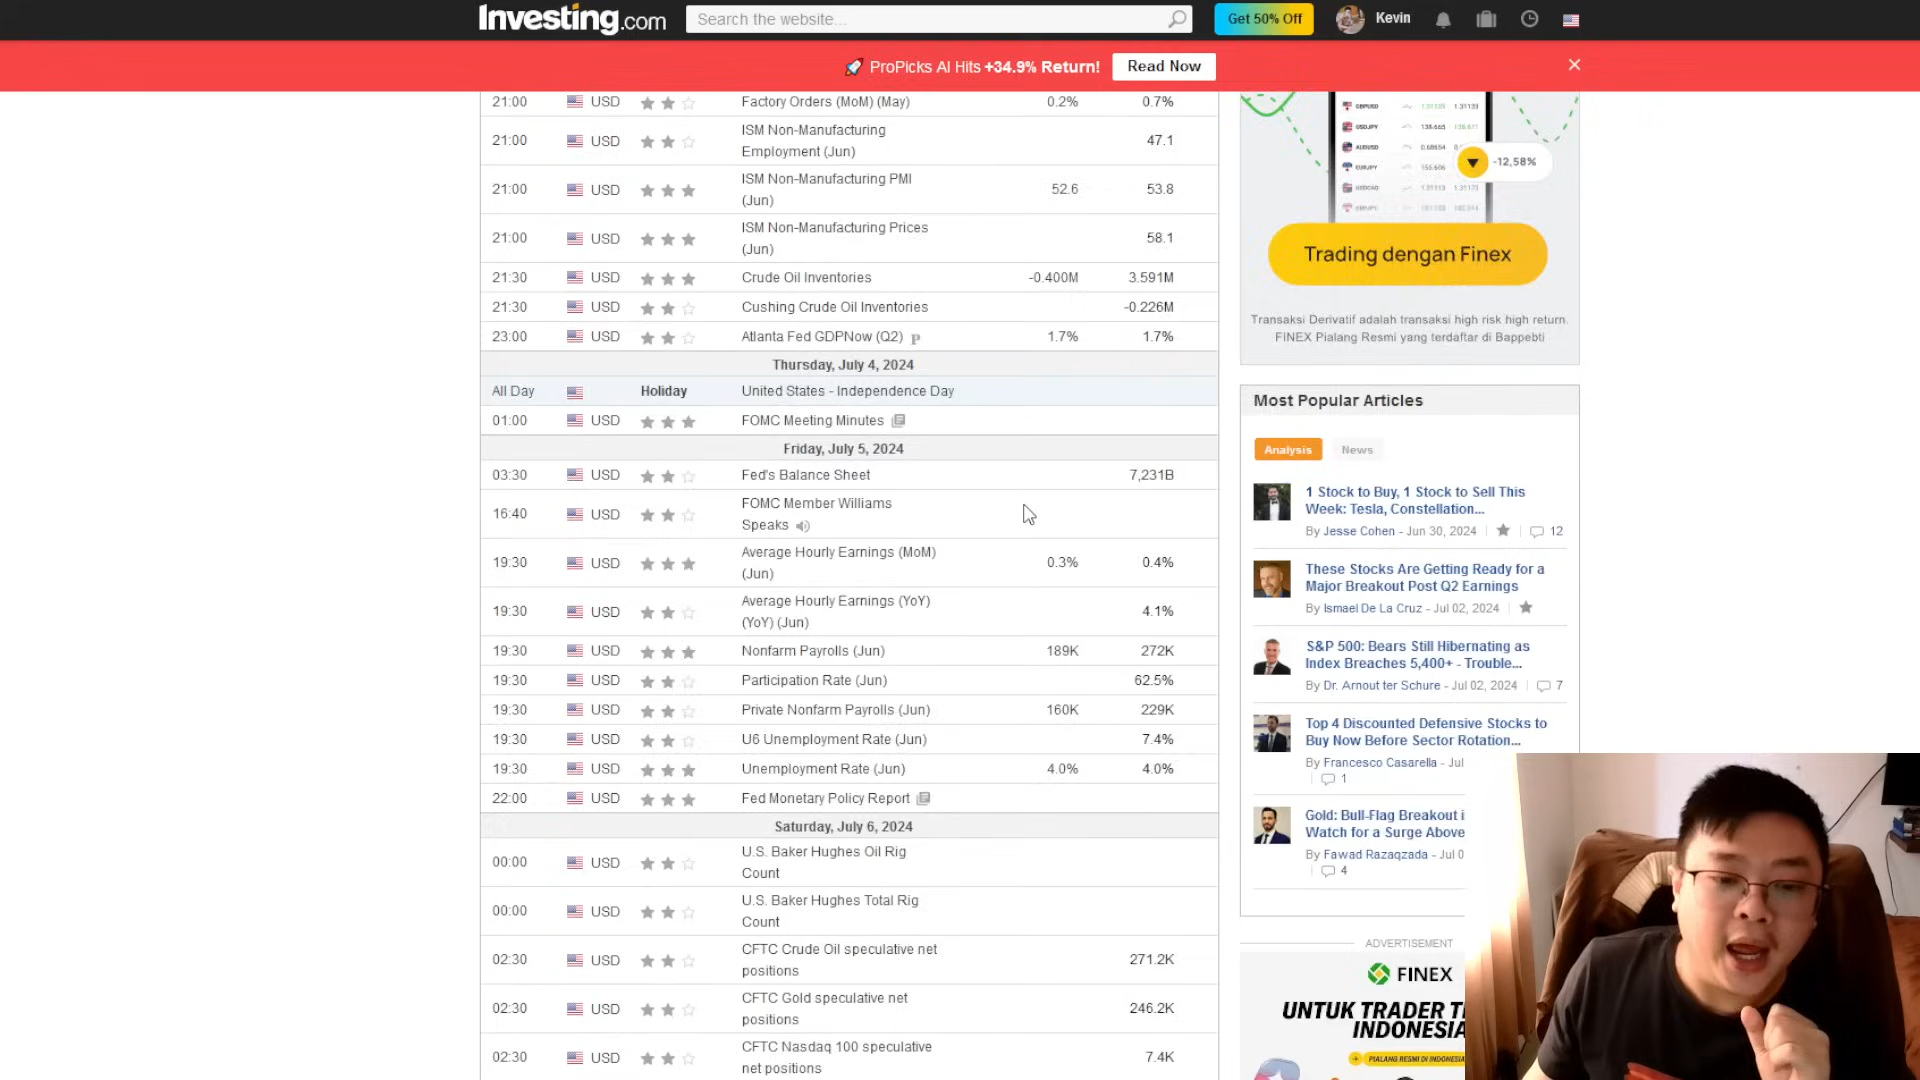 Investing.com
Search the website...
Get 50% Off
Kevin
ProPicks AI Hits +34.9% Return!
Read Now
21:00 USD Factory Orders (MoM) (May) 0.2% 0.7%
21:00 USD ISM Non-Manufacturing
Employment (Jun) 47.1
21:00 USD ISM Non-Manufacturing PMI
(Jun) 52.6 53.8
21:00 USD ISM Non-Manufacturing Prices
(Jun) 58.1
21:30 USD Crude Oil Inventories -0.400M 3.591M
21:30 USD Cushing Crude Oil Inventories -0.226M
23:00 USD Atlanta Fed GDPNow (Q2) P 1.7% 1.7%
Thursday, July 4, 2024
All Day Holiday United States - Independence Day
01:00 USD FOMC Meeting Minutes
Friday, July 5, 2024
03:30 USD Fed's Balance Sheet 7,231B
16:40 USD FOMC Member Williams
Speaks
19:30 USD Average Hourly Earnings (MoM)
(Jun) 0.3% 0.4%
19:30 USD Average Hourly Earnings (YoY)
(YoY) (Jun) 4.1%
19:30 USD Nonfarm Payrolls (Jun) 189K 272K
19:30 USD Participation Rate (Jun) 62.5%
19:30 USD Private Nonfarm Payrolls (Jun) 160K 229K
19:30 USD U6 Unemployment Rate (Jun) 7.4%
19:30 USD Unemployment Rate (Jun) 4.0% 4.0%
22:00 USD Fed Monetary Policy Report
Saturday, July 6, 2024
00:00 USD U.S. Baker Hughes Oil Rig
Count
00:00 USD U.S. Baker Hughes Total Rig
Count
02:30 USD CFTC Crude Oil speculative net
positions 271.2K
02:30 USD CFTC Gold speculative net
positions 246.2K
02:30 USD CFTC Nasdaq 100 speculative
net positions 7.4K
GBPUSD 1.31133
USDJPY 138.665
AUDUSD 0.68654
EURJPY
-12,58%
Trading dengan Finex
Transaksi Derivatif adalah transaksi high risk high return.
FINEX Pialang Resmi yang terdaftar di Bappebti
Most Popular Articles
Analysis
News
1 Stock to Buy, 1 Stock to Sell This
Week: Tesla, Constellation...
By Jesse Cohen - Jun 30, 2024 12
These Stocks Are Getting Ready for a
Major Breakout Post Q2 Earnings
By Ismael De La Cruz - Jul 02, 2024
S&P 500: Bears Still Hibernating as
Index Breaches 5,400+ - Trouble...
By Dr. Arnout ter Schure - Jul 02, 2024 7
Top 4 Discounted Defensive Stocks to
Buy Now Before Sector Rotation...
By Francesco Casarella - Jul
1
Gold: Bull-Flag Breakout i
Watch for a Surge Above
By Fawad Razaqzada - Jul 0
4
ADVERTISEMENT
FINEX
UNTUK TRADER T
INDONESIA
PIALANG RESMI DI INDONESIA